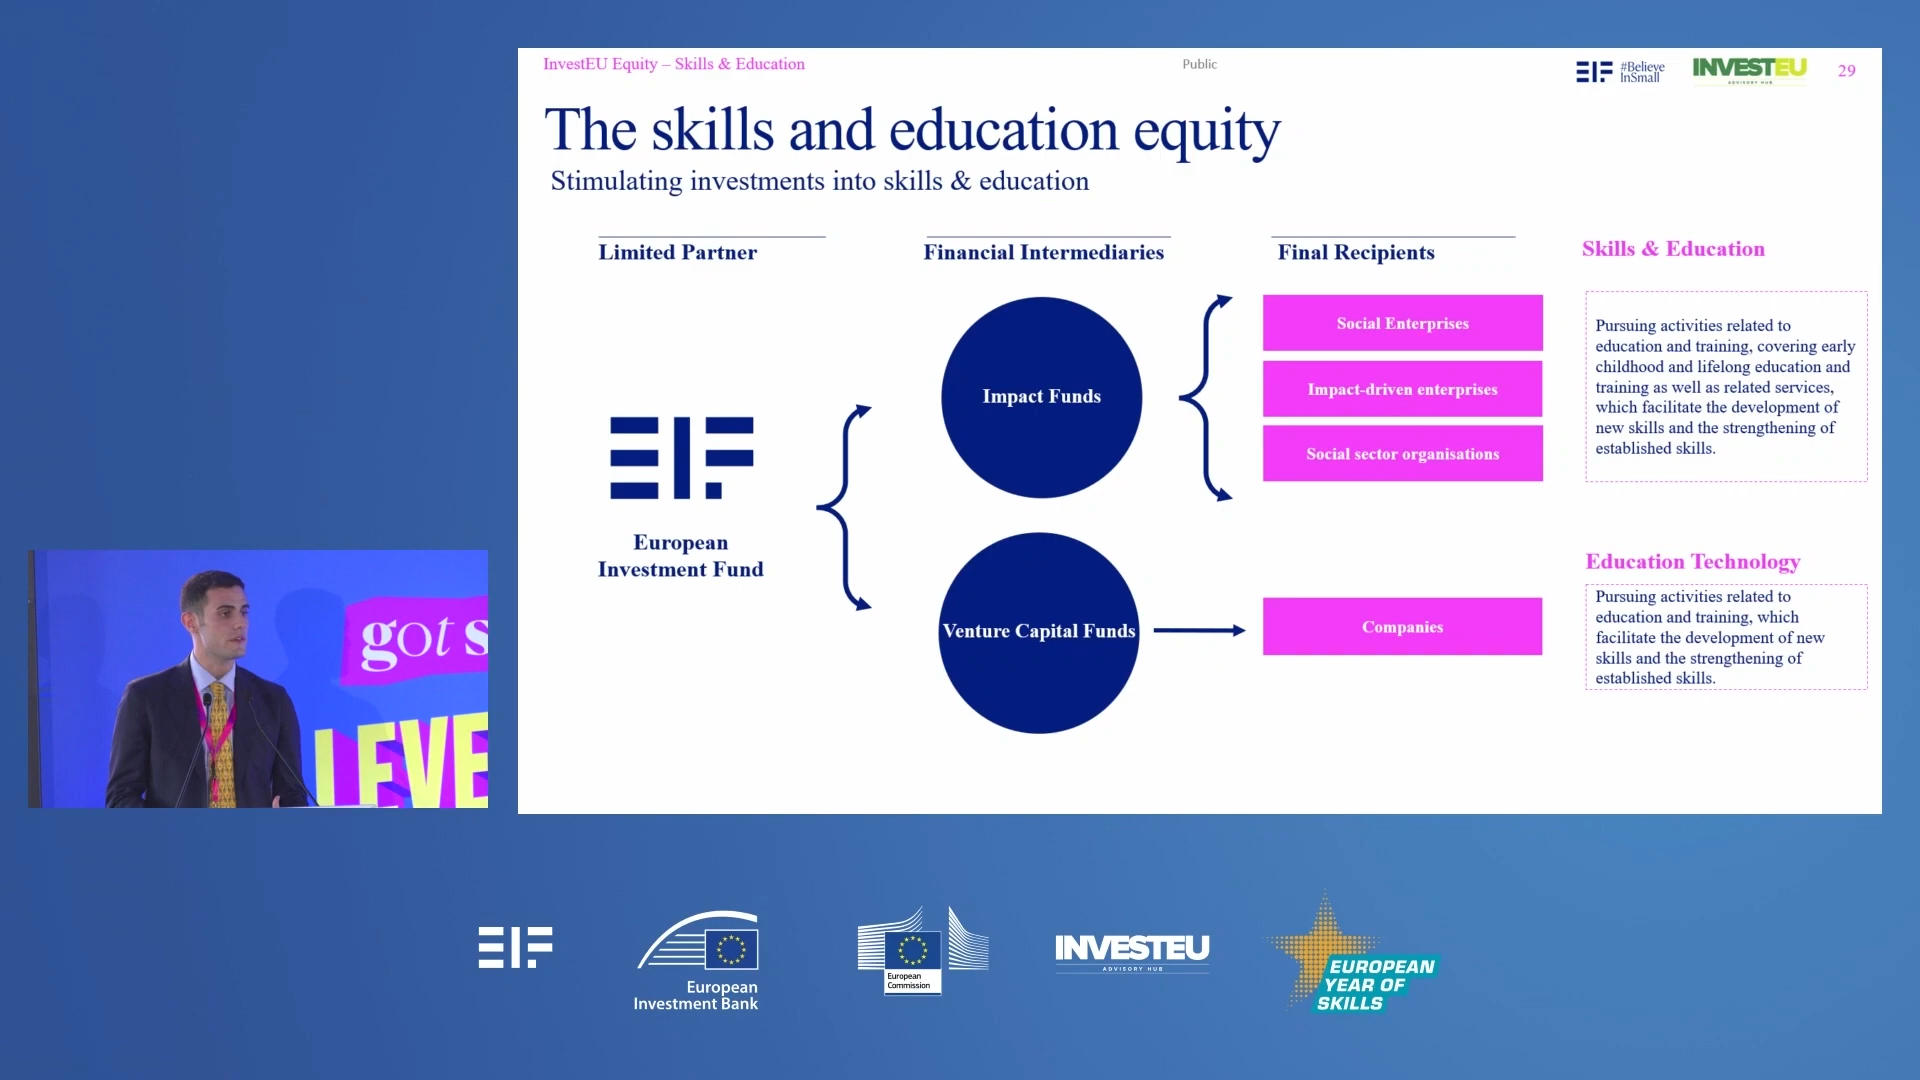 InvestEU Equity – Skills & Education
Public
EIF
#Believe
InSmall
INVESTEU
ADVISORY HUB
29
The skills and education equity
Stimulating investments into skills & education
Limited Partner
Financial Intermediaries
Final Recipients
Skills & Education
EIF
European
Investment Fund
Impact Funds
Venture Capital Funds
Social Enterprises
Impact-driven enterprises
Social sector organisations
Companies
Pursuing activities related to
education and training, covering early
childhood and lifelong education and
training as well as related services,
which facilitate the development of
new skills and the strengthening of
established skills.
Education Technology
Pursuing activities related to
education and training, which
facilitate the development of new
skills and the strengthening of
established skills.
got s
LEVE
EIF
European
Investment Bank
European
Commission
INVESTEU
ADVISORY HUB
EUROPEAN
YEAR OF
SKILLS